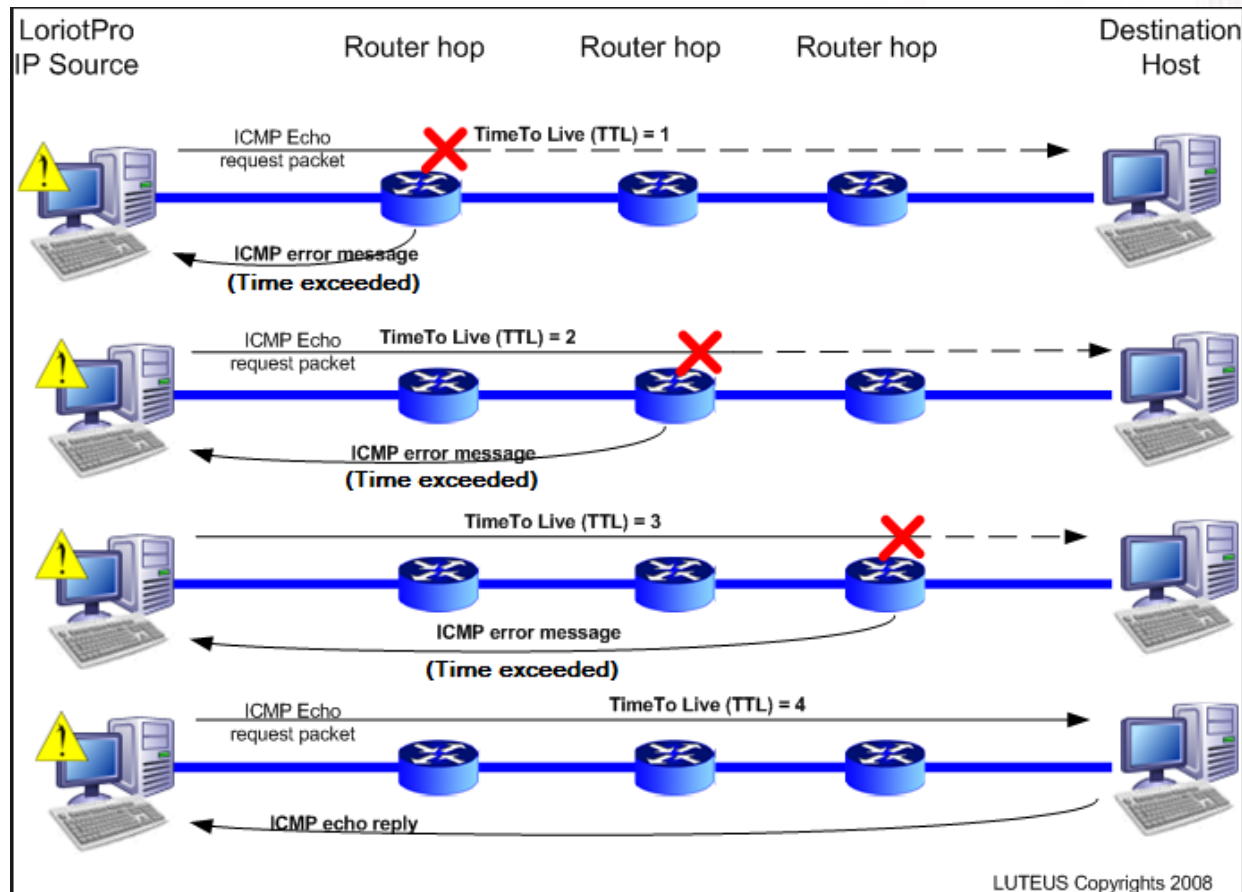 LoriotPro
IP Source
Router hop
Router hop
Router hop
Destination
Host
ICMP Echo
request packet
TimeTo Live (TTL) = 1
ICMP error message
(Time exceeded)
ICMP Echo
request packet
TimeTo Live (TTL) = 2
ICMP error message
(Time exceeded)
TimeTo Live (TTL) = 3
ICMP error message
(Time exceeded)
ICMP Echo
request packet
TimeTo Live (TTL) = 4
ICMP echo reply
LUTEUS Copyrights 2008